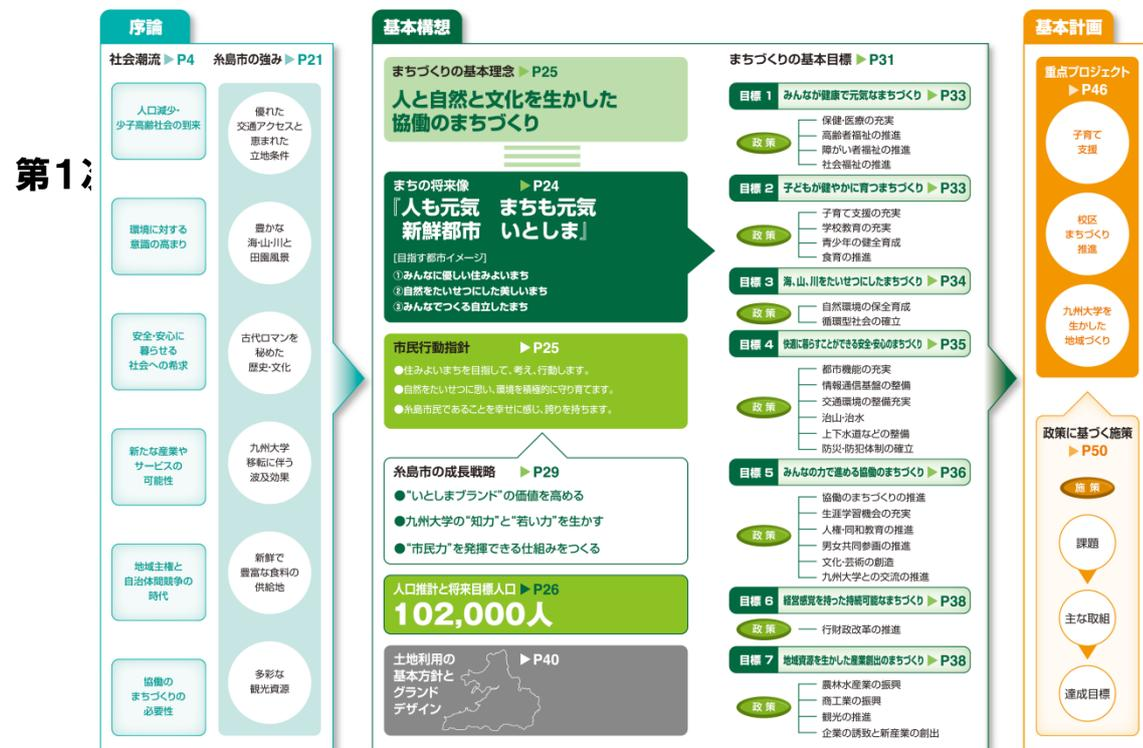 第1
序論
社会潮流 ▶P4
糸島市の強み ▶P21
人口減少・
少子高齢社会の到来
環境に対する
意識の高まり
安全・安心に
暮らせる
社会への希求
新たな産業や
サービスの
可能性
地域主権と
自治体間競争の
時代
協働の
まちづくりの
必要性
優れた
交通アクセスと
恵まれた
立地条件
豊かな
海・山・川と
田園風景
古代ロマンを
秘めた
歴史・文化
九州大学
移転に伴う
波及効果
新鮮で
豊富な食料の
供給地
多彩な
観光資源
基本構想
まちづくりの基本理念 ▶P25
人と自然と文化を生かした
協働のまちづくり
まちの将来像 ▶P24
『人も元気 まちも元気
新鮮都市 いとしま』
[目指す都市イメージ]
①みんなに優しい住みよいまち
②自然をたいせつにした美しいまち
③みんなでつくる自立したまち
市民行動指針 ▶P25
●住みよいまちを目指して、考え、行動します。
●自然をたいせつに思い、環境を積極的に守り育てます。
●糸島市民であることを幸せに感じ、誇りを持ちます。
糸島市の成長戦略 ▶P29
●“いとしまブランド”の価値を高める
●九州大学の“知力”と“若い力”を生かす
●“市民力”を発揮できる仕組みをつくる
人口推計と将来目標人口 ▶P26
102,000人
土地利用の ▶P40
基本方針と
グランド
デザイン
まちづくりの基本目標 ▶P31
目標 1 みんなが健康で元気なまちづくり ▶P33
政策
保健・医療の充実
高齢者福祉の推進
障がい者福祉の推進
社会福祉の推進
目標 2 子どもが健やかに育つまちづくり ▶P33
政策
子育て支援の充実
学校教育の充実
青少年の健全育成
食育の推進
目標 3 海、山、川をたいせつにしたまちづくり ▶P34
政策
自然環境の保全育成
循環型社会の確立
目標 4 快適に暮らすことができる安全・安心のまちづくり ▶P35
政策
都市機能の充実
情報通信基盤の整備
交通環境の整備充実
治山・治水
上下水道などの整備
防災・防犯体制の確立
目標 5 みんなの力で進める協働のまちづくり ▶P36
政策
協働のまちづくりの推進
生涯学習機会の充実
人権・同和教育の推進
男女共同参画の推進
文化・芸術の創造
九州大学との交流の推進
目標 6 経営感覚を持った持続可能なまちづくり ▶P38
政策
行財政改革の推進
目標 7 地域資源を生かした産業創出のまちづくり ▶P38
政策
農林水産業の振興
商工業の振興
観光の推進
企業の誘致と新産業の創出
基本計画
重点プロジェクト
▶P46
子育て
支援
校区
まちづくり
推進
九州大学を
生かした
地域づくり
政策に基づく施策
▶P50
施策
課題
主な取組
達成目標